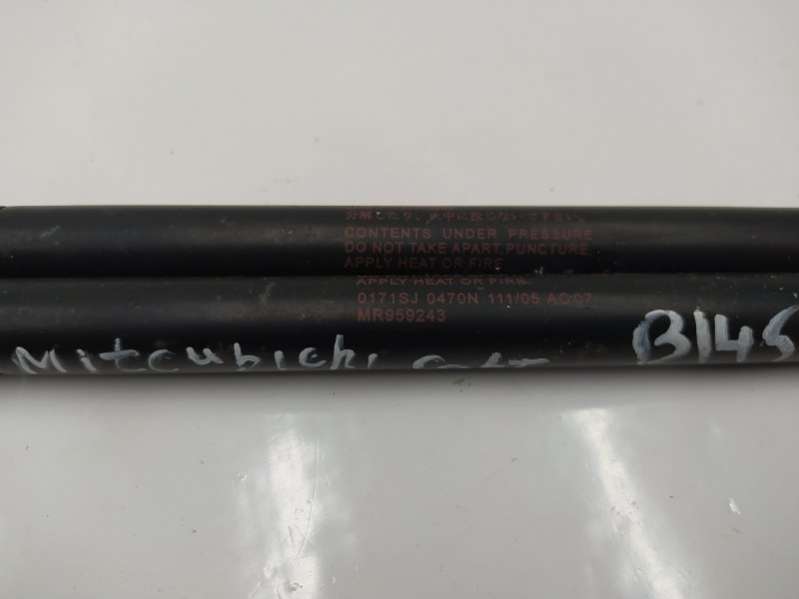 CONTENTS UNDER PRESSURE
DO NOT TAKE APART, PUNCTURE
APPLY HEAT OR FIRE
APPLY HEAT OR FIRE.
0171SJ 0470N 111/05 AC:07
MR959243
Mitcubichi
B145